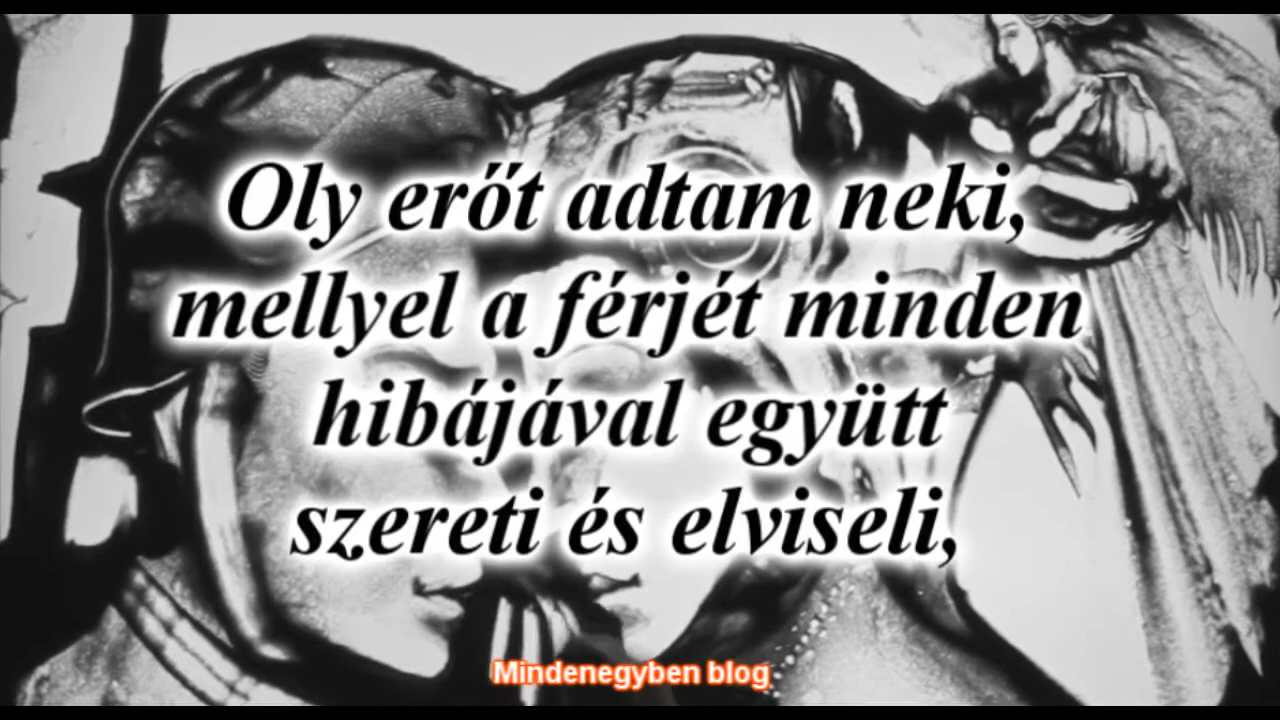 Oly erőt adtam neki,
mellyel a férjét minden
hibájával együtt
szereti és elviseli,
Mindenegyben blog